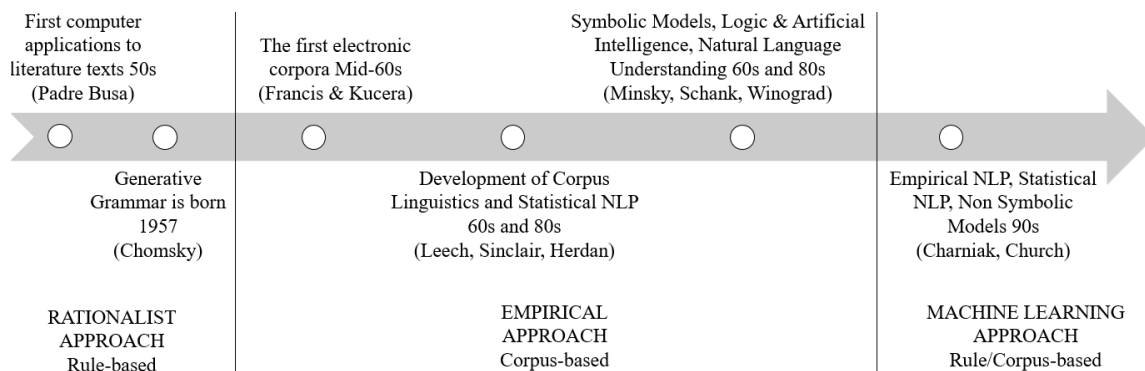 First computer
applications to
literature texts 50s
(Padre Busa)
The first electronic
corpora Mid-60s
(Francis & Kucera)
Symbolic Models, Logic & Artificial
Intelligence, Natural Language
Understanding 60s and 80s
(Minsky, Schank, Winograd)
Generative
Grammar is born
1957
(Chomsky)
Development of Corpus
Linguistics and Statistical NLP
60s and 80s
(Leech, Sinclair, Herdan)
Empirical NLP, Statistical
NLP, Non Symbolic
Models 90s
(Charniak, Church)
RATIONALIST
APPROACH
Rule-based
EMPIRICAL
APPROACH
Corpus-based
MACHINE LEARNING
APPROACH
Rule/Corpus-based